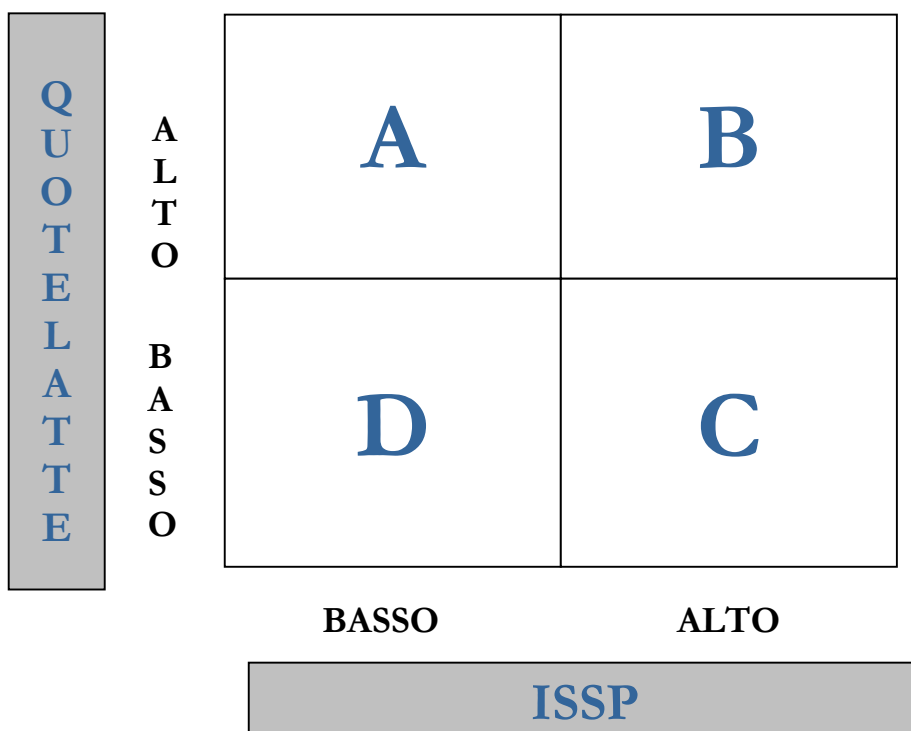 QUOTELATTE
ALTO
BASSO
A
B
D
C
BASSO
ALTO
ISSP